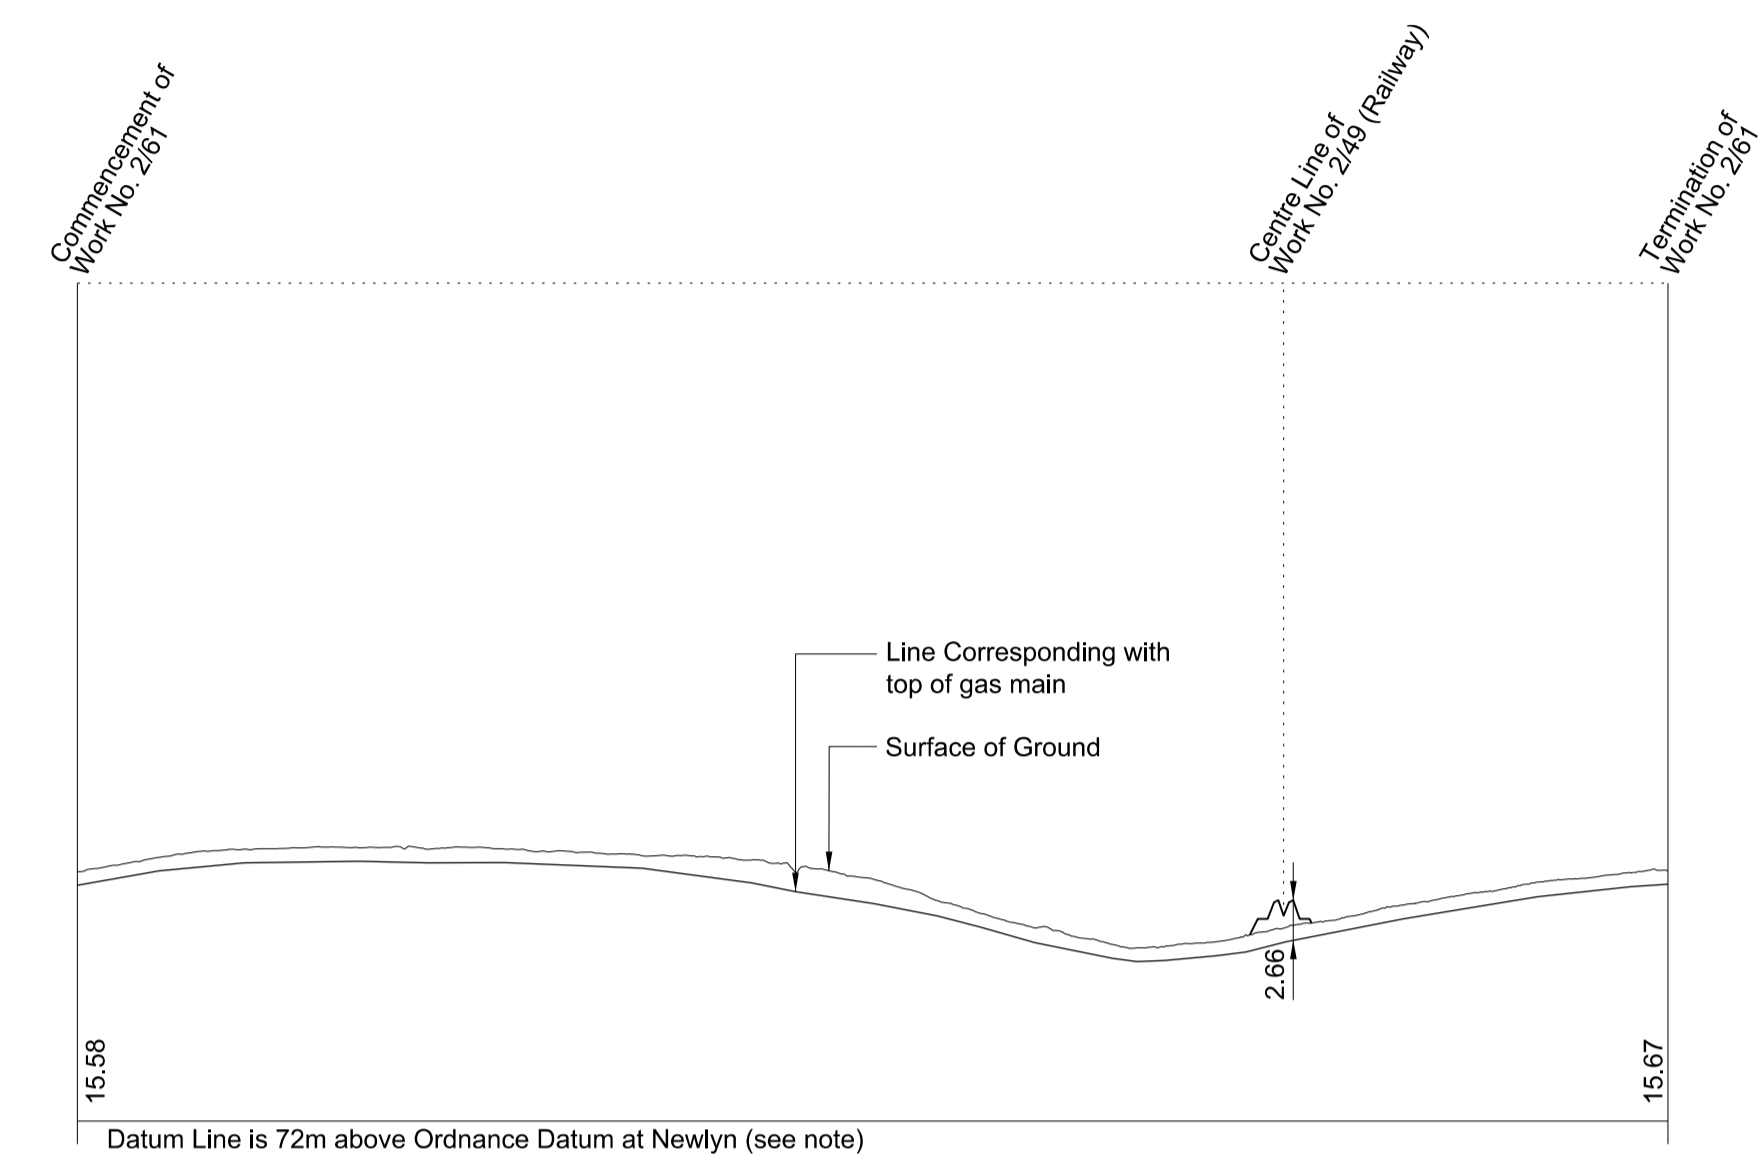 Commencement of
Work No. 2/61
Centre Line of
Work No. 2/49 (Railway)
Termination of
Work No. 2/61
Line Corresponding with
top of gas main
Surface of Ground
2.66
15.58
15.67
Datum Line is 72m above Ordnance Datum at Newlyn (see note)